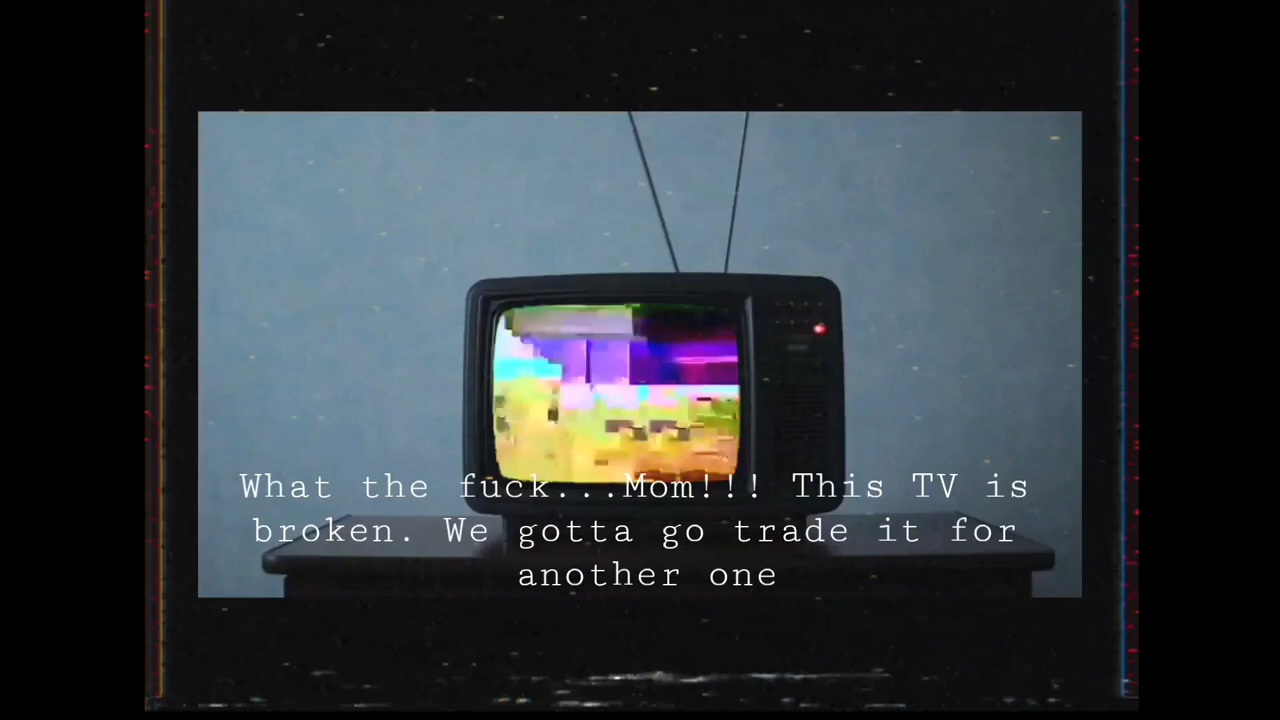 What the fuck...Mom!!! This TV is
broken. We gotta go trade it for
another one